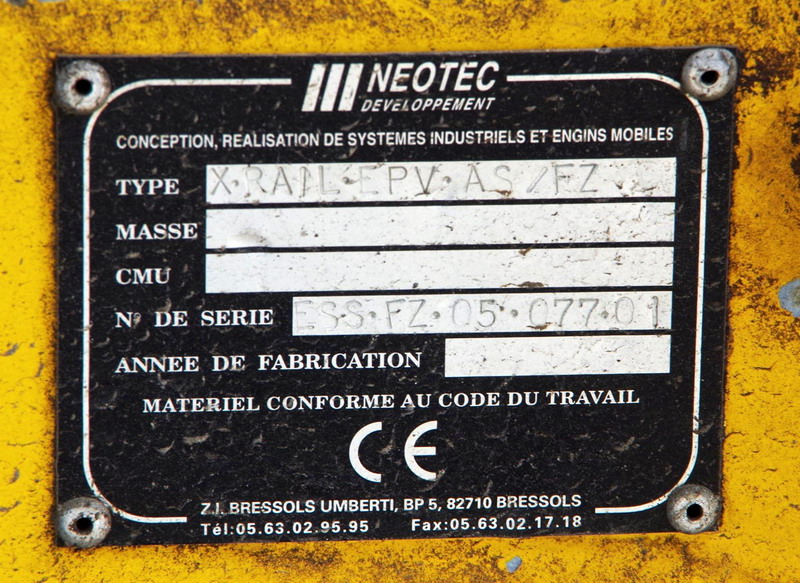 NEOTEC
DEVELOPPEMENT
CONCEPTION, REALISATION DE SYSTEMES INDUSTRIELS ET ENGINS MOBILES
TYPE X·RAIL·EPV·AS/FZ
MASSE
CMU
N° DE SERIE ESS·FZ·05·077·01
ANNEE DE FABRICATION
MATERIEL CONFORME AU CODE DU TRAVAIL
CE
Z.I. BRESSOLS UMBERTI, BP 5, 82710 BRESSOLS
Tél:05.63.02.95.95 Fax:05.63.02.17.18